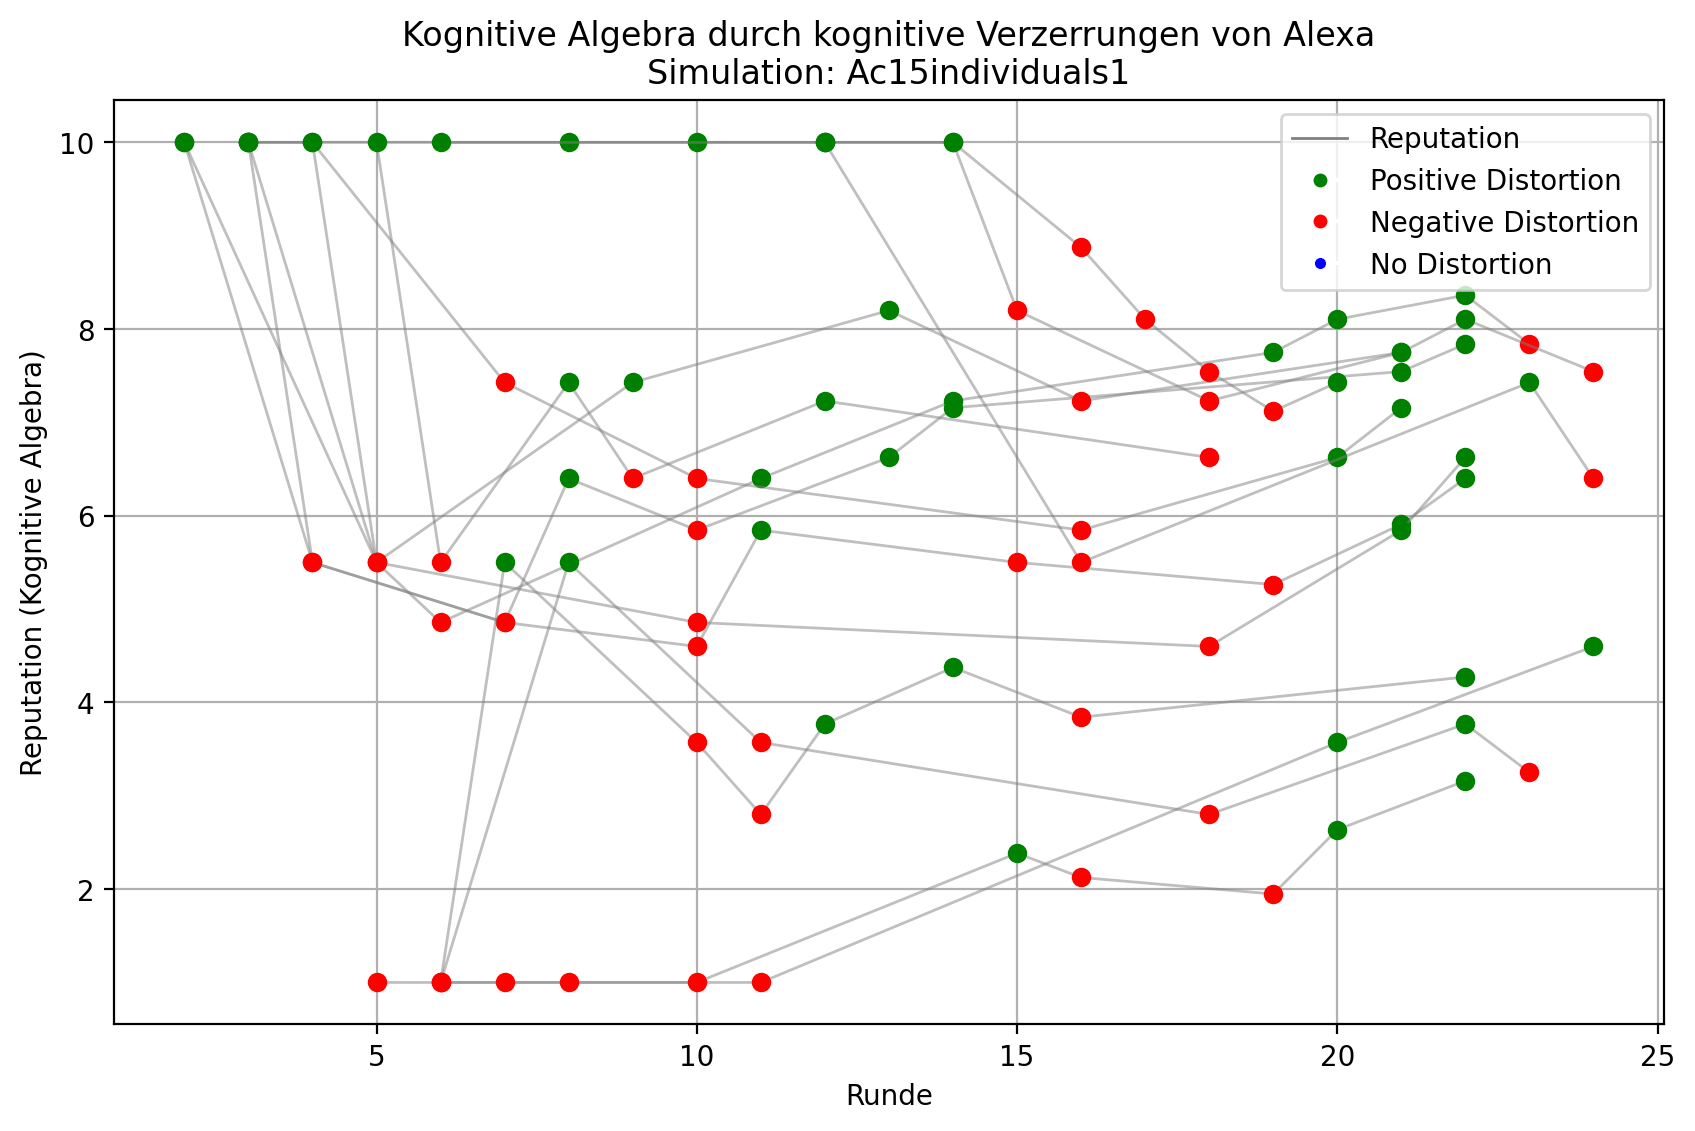 Kognitive Algebra durch kognitive Verzerrungen von Alexa
Simulation: Ac15individuals1
Reputation
Positive Distortion
Negative Distortion
No Distortion
10
8
6
4
2
Reputation (Kognitive Algebra)
5
10
15
20
25
Runde